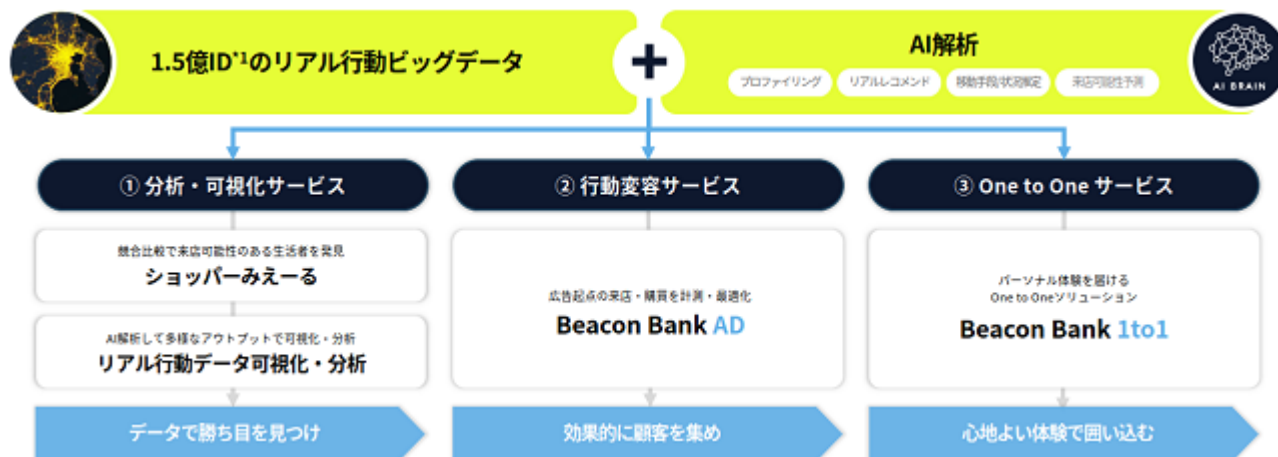 1.5億ID*1のリアル行動ビッグデータ
+
AI解析
プロファイリング
リアルレコメンド
移動手段/状況推定
来店可能性予測
AI BRAIN
① 分析・可視化サービス
競合比較で来店可能性のある生活者を発見
ショッパーみえーる
AI解析して多様なアウトプットで可視化・分析
リアル行動データ可視化・分析
データで勝ち目を見つけ
② 行動変容サービス
広告起点の来店・購買を計測・最適化
Beacon Bank AD
効果的に顧客を集め
③ One to One サービス
パーソナル体験を届ける
One to Oneソリューション
Beacon Bank 1to1
心地よい体験で囲い込む